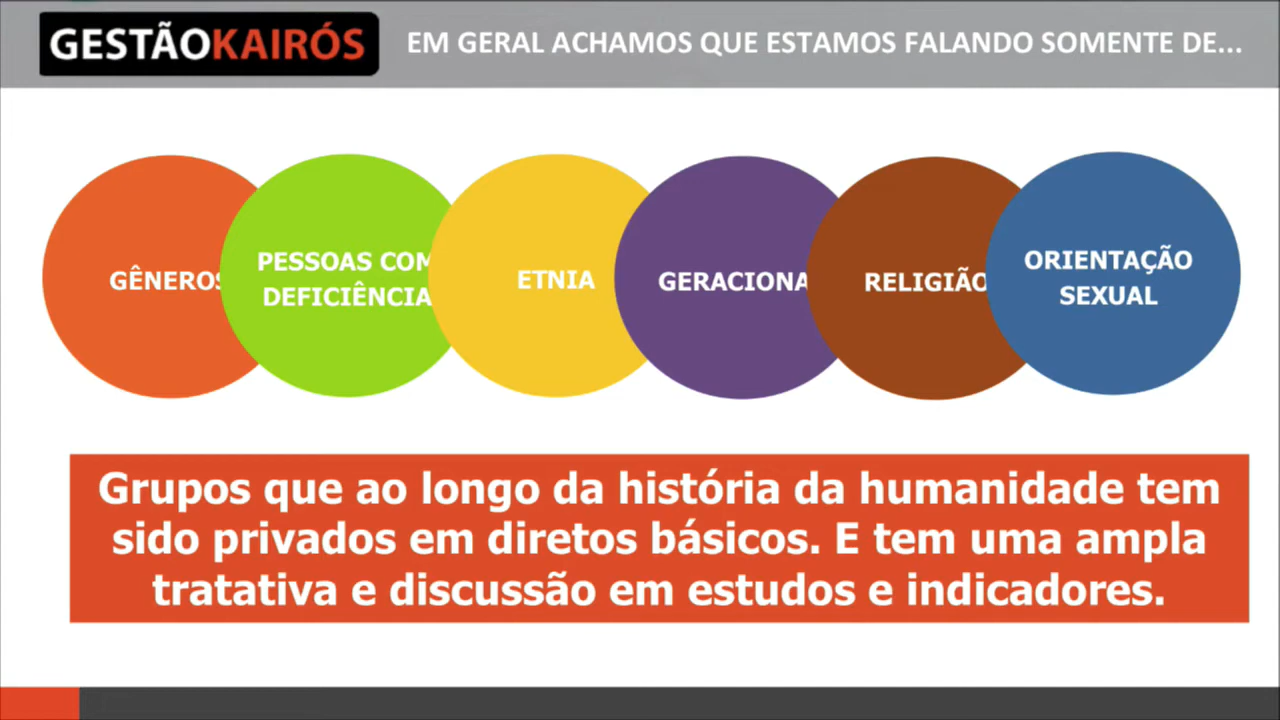 GESTÃOKAIRÓS
EM GERAL ACHAMOS QUE ESTAMOS FALANDO SOMENTE DE...
GÊNEROS
PESSOAS COM
DEFICIÊNCIA
ETNIA
GERACIONA
RELIGIÃO
ORIENTAÇÃO
SEXUAL
Grupos que ao longo da história da humanidade tem
sido privados em diretos básicos. E tem uma ampla
tratativa e discussão em estudos e indicadores.